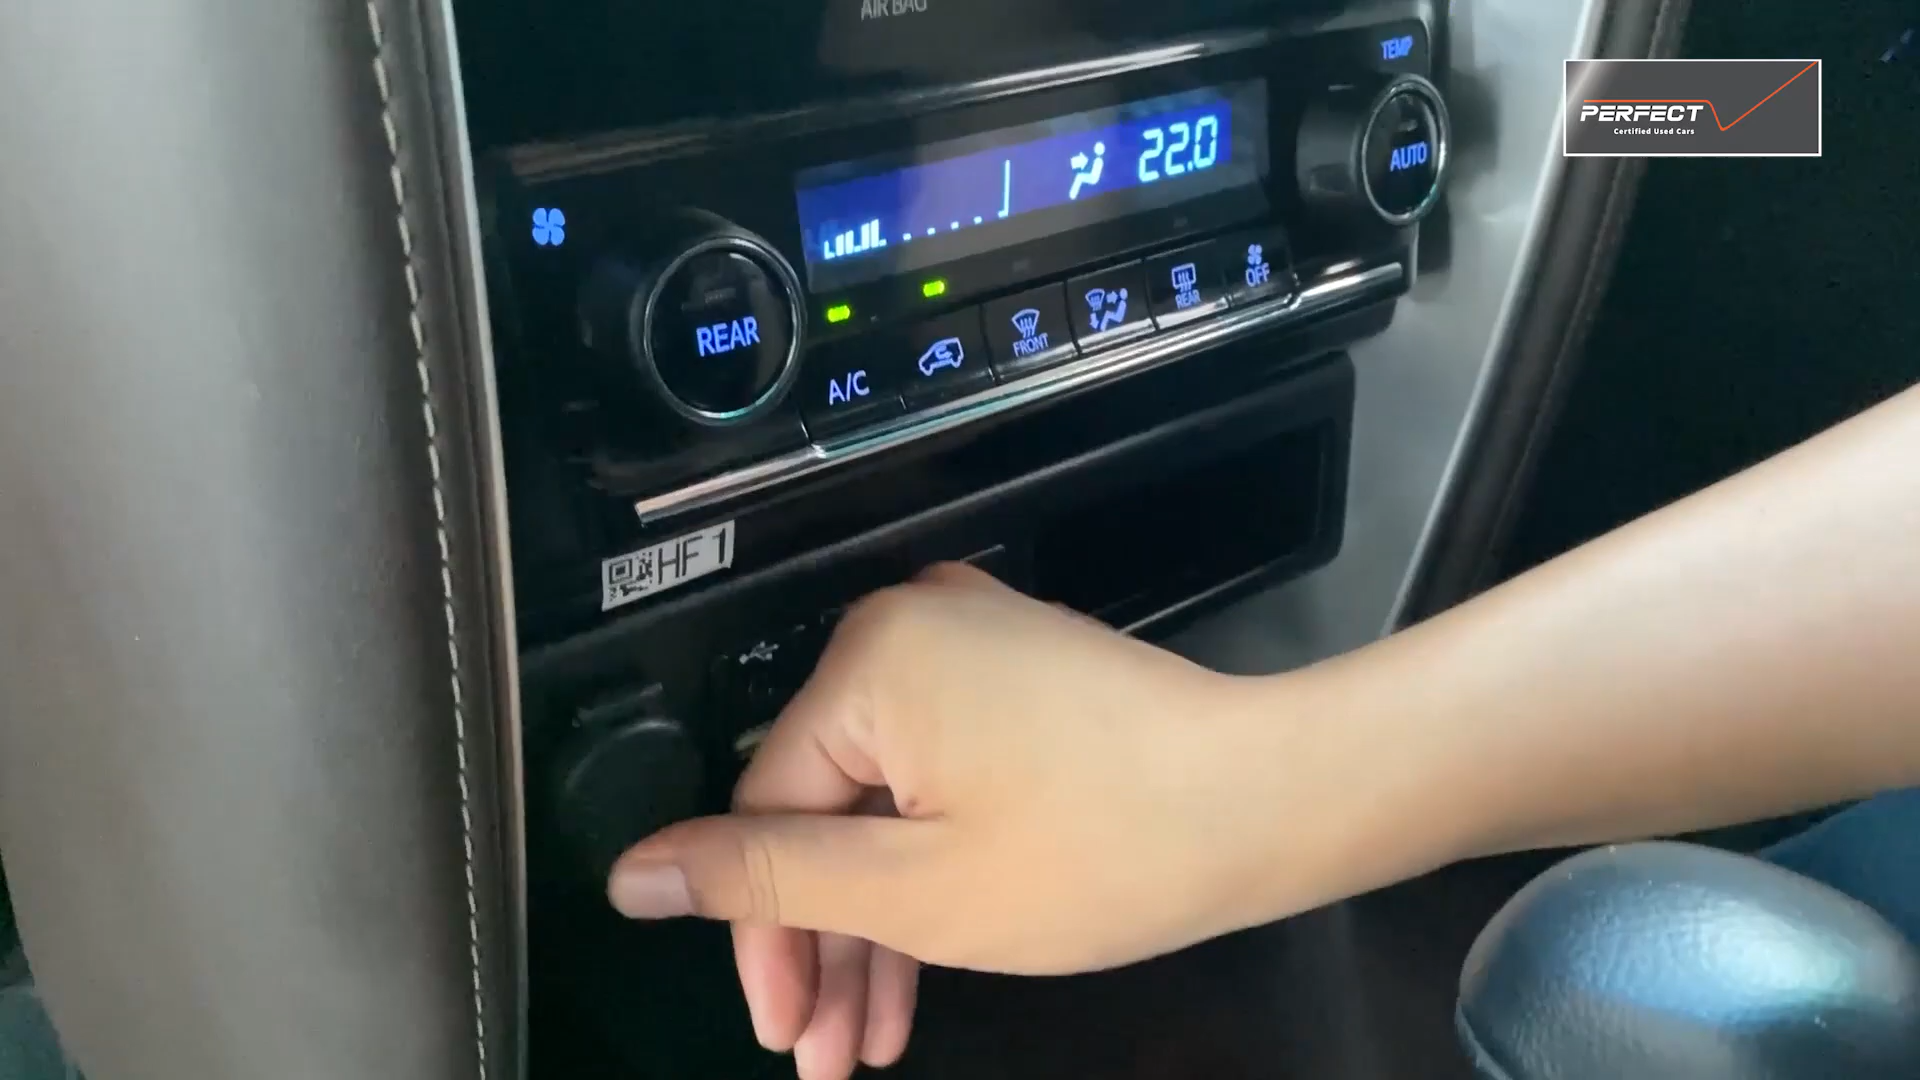 AIR BAG
TEMP
PERFECT
Certified Used Cars
22.0
AUTO
REAR
A/C
FRONT
REAR
OFF
HF 1